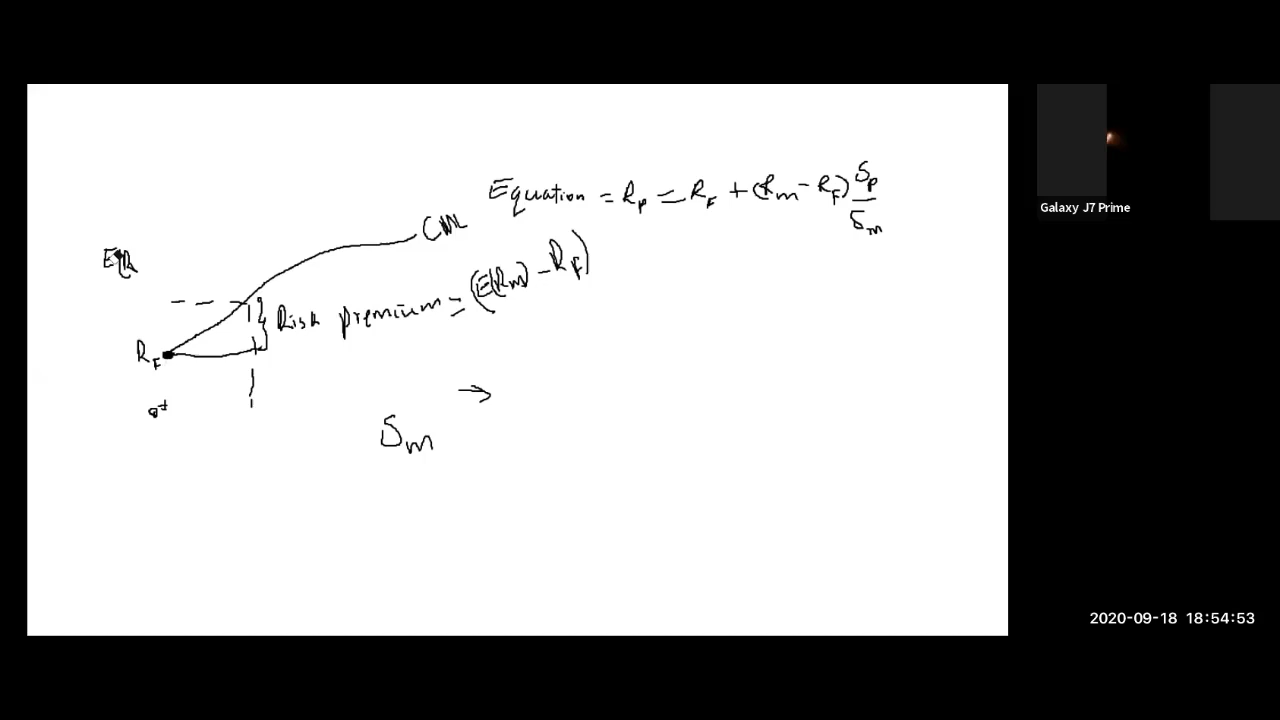 Equation = Rp = RF + (Rm - RF) Sp/Sm
CML
Risk premium = (E(Rm) - RF)
RF
Sm
→
Galaxy J7 Prime
2020-09-18 18:54:53